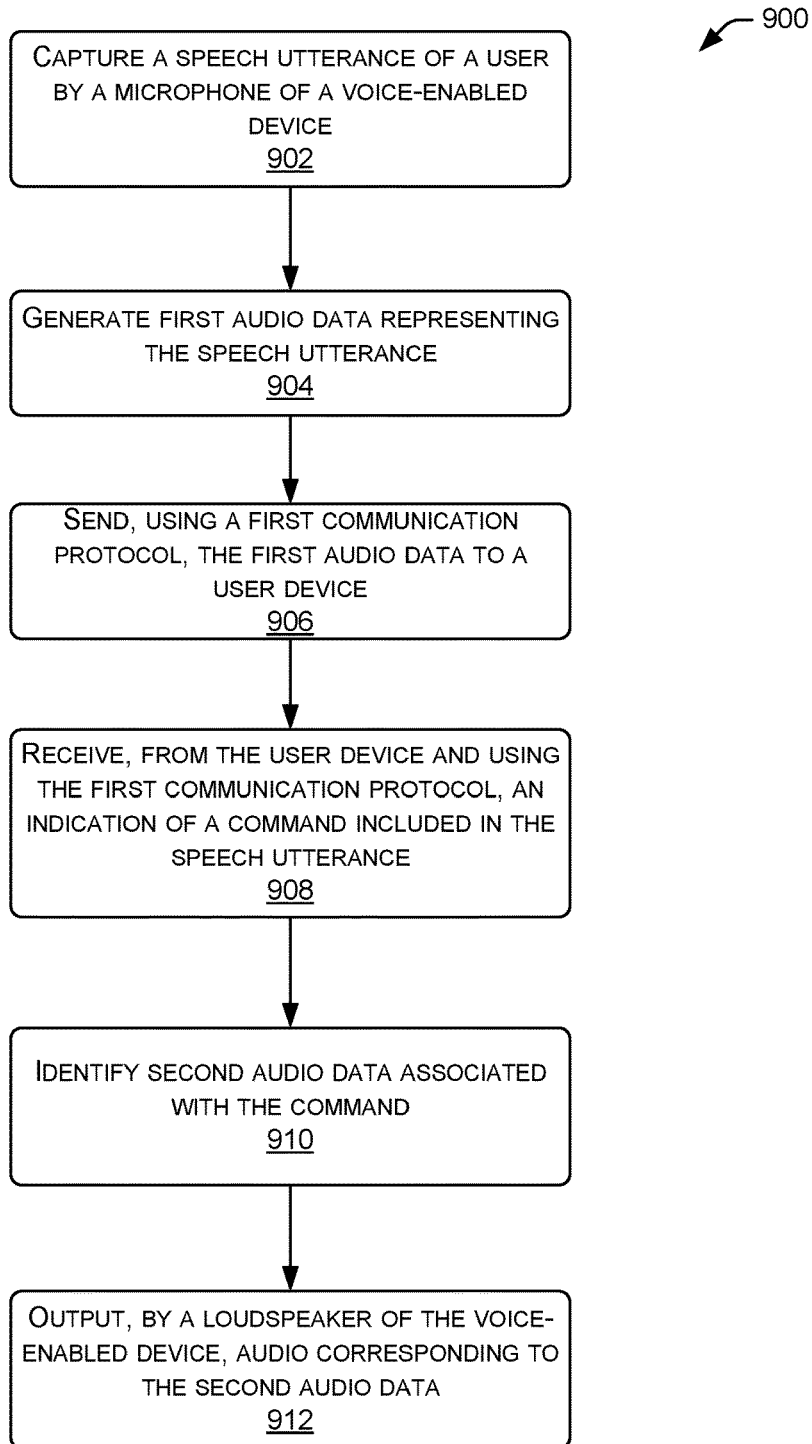 900
CAPTURE A SPEECH UTTERANCE OF A USER
BY A MICROPHONE OF A VOICE-ENABLED
DEVICE
902
GENERATE FIRST AUDIO DATA REPRESENTING
THE SPEECH UTTERANCE
904
SEND, USING A FIRST COMMUNICATION
PROTOCOL, THE FIRST AUDIO DATA TO A
USER DEVICE
906
RECEIVE, FROM THE USER DEVICE AND USING
THE FIRST COMMUNICATION PROTOCOL, AN
INDICATION OF A COMMAND INCLUDED IN THE
SPEECH UTTERANCE
908
IDENTIFY SECOND AUDIO DATA ASSOCIATED
WITH THE COMMAND
910
OUTPUT, BY A LOUDSPEAKER OF THE VOICE-
ENABLED DEVICE, AUDIO CORRESPONDING TO
THE SECOND AUDIO DATA
912